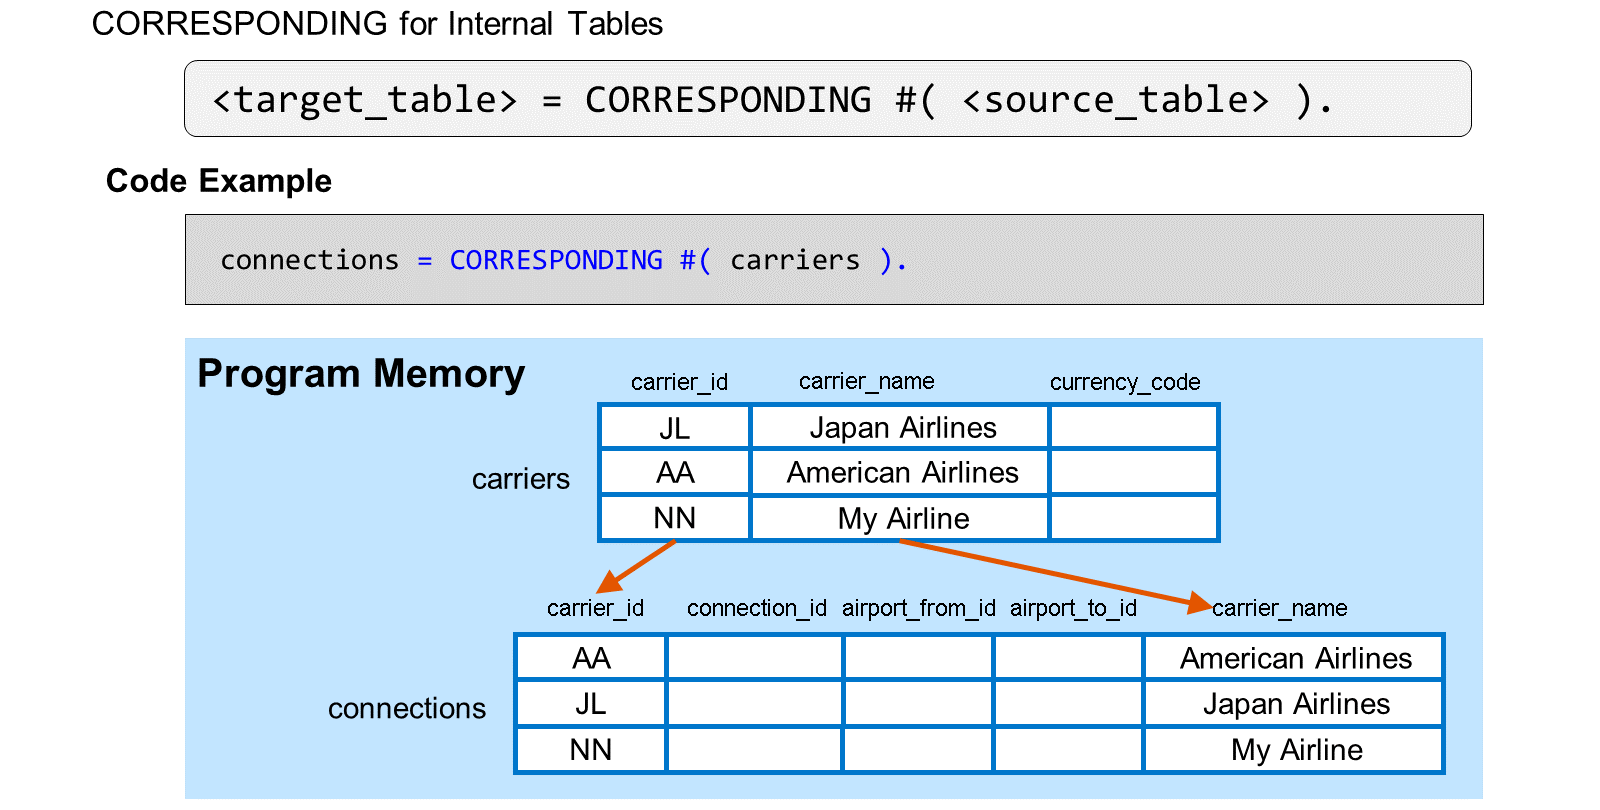 CORRESPONDING for Internal Tables
<target_table> = CORRESPONDING #( <source_table> ).
Code Example
connections = CORRESPONDING #( carriers ).
Program Memory
carrier_id carrier_name currency_code
JL Japan Airlines
carriers
AA American Airlines
NN My Airline
carrier_id connection_id airport_from_id airport_to_id carrier_name
AA American Airlines
connections
JL Japan Airlines
NN My Airline